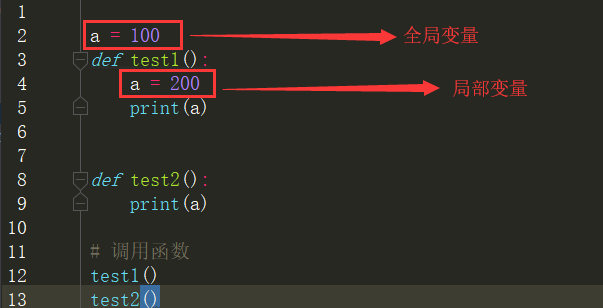 1
2 a = 100 全局变量
3 def test1():
4 a = 200 局部变量
5 print(a)
6
7
8 def test2():
9 print(a)
10
11 # 调用函数
12 test1()
13 test2()